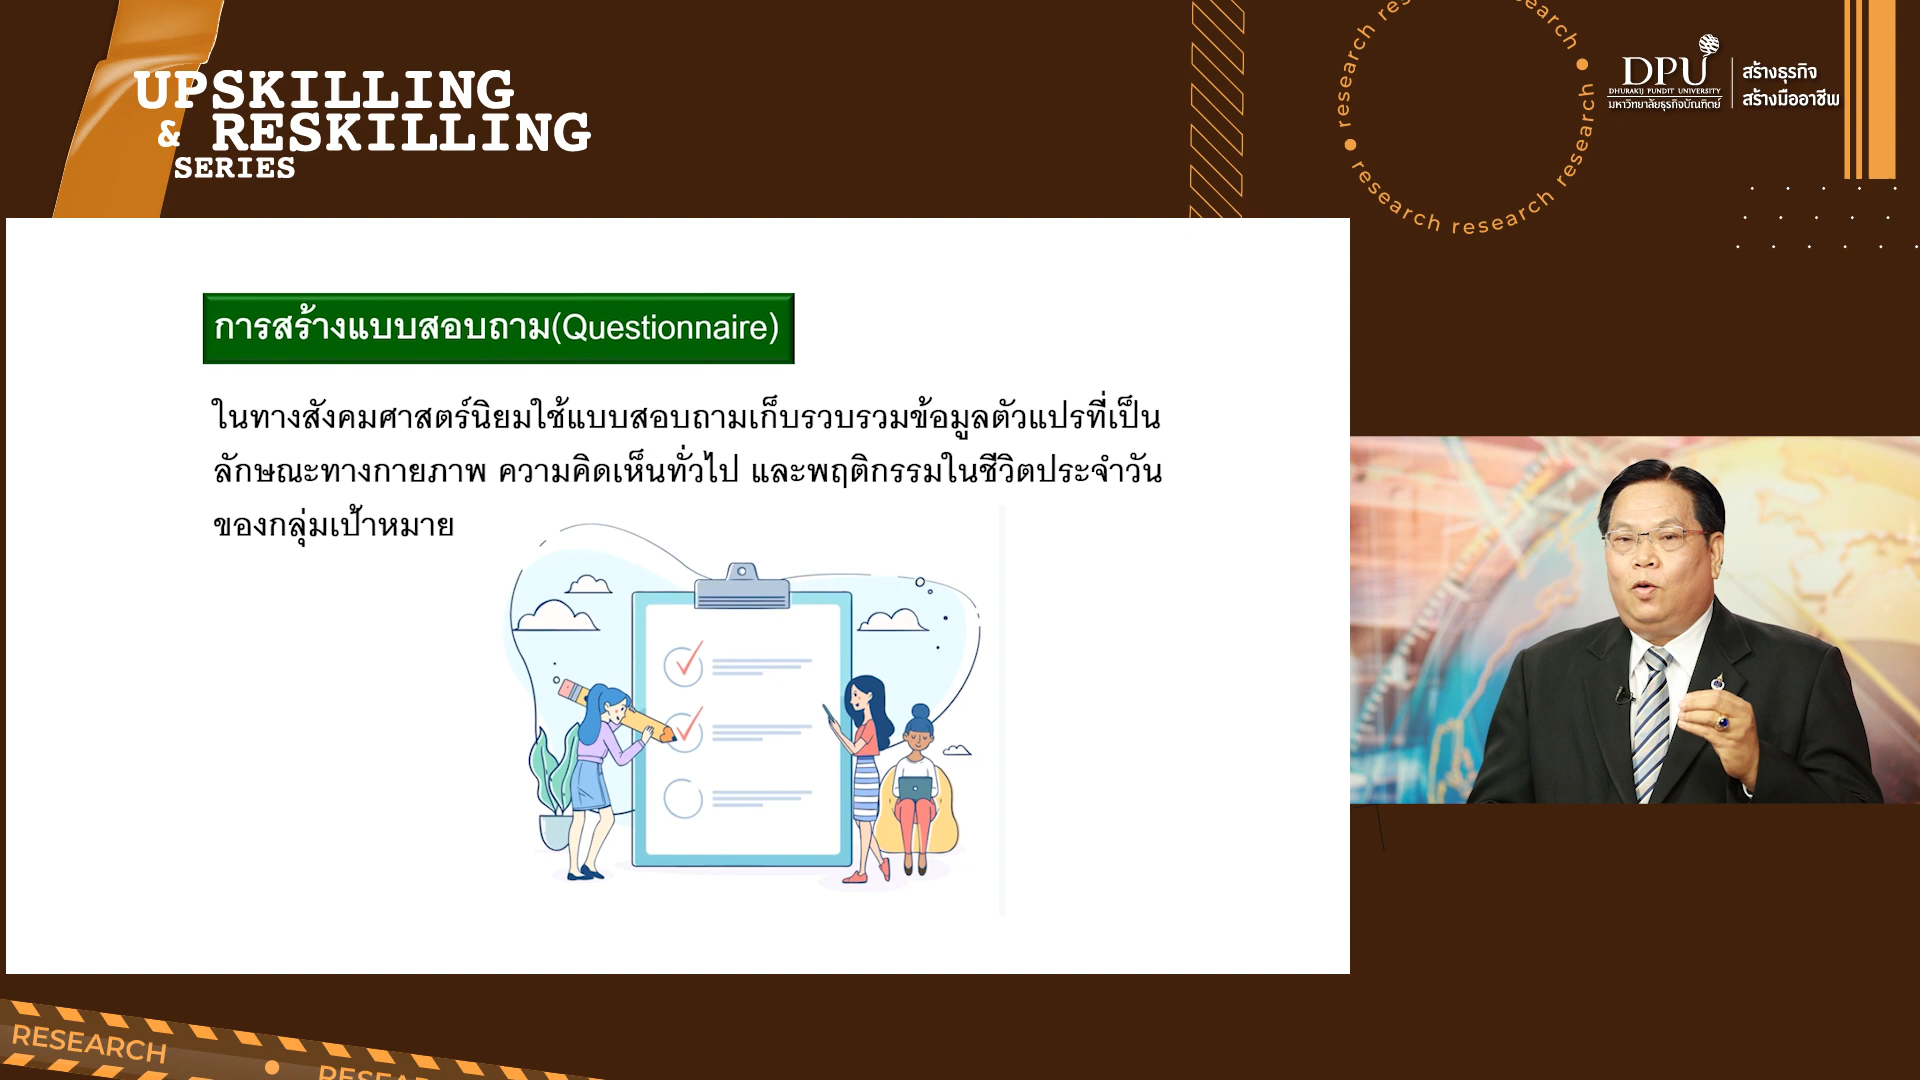 UPSKILLING
& RESKILLING
SERIES
research research research research research
DPU
DHURAKIJ PUNDIT UNIVERSITY
มหาวิทยาลัยธุรกิจบัณฑิตย์
สร้างธุรกิจ
สร้างมืออาชีพ
การสร้างแบบสอบถาม(Questionnaire)
ในทางสังคมศาสตร์นิยมใช้แบบสอบถามเก็บรวบรวมข้อมูลตัวแปรที่เป็น
ลักษณะทางกายภาพ ความคิดเห็นทั่วไป และพฤติกรรมในชีวิตประจำวัน
ของกลุ่มเป้าหมาย
RESEARCH